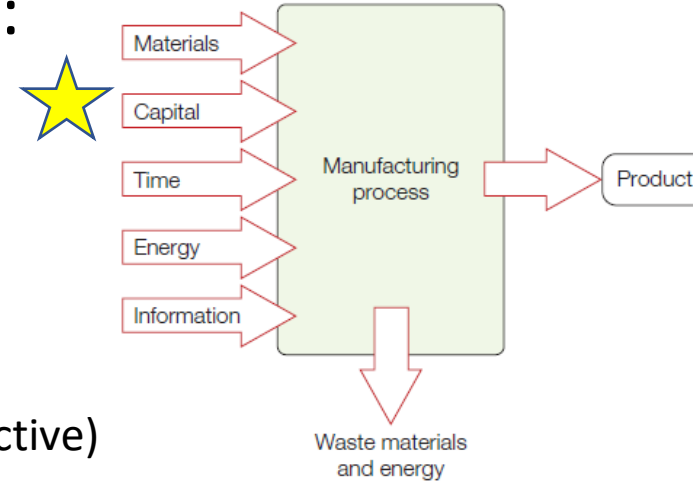 :
Materials
Capital
Time
Energy
Information
Manufacturing
process
Product
Waste materials
and energy
ctive)